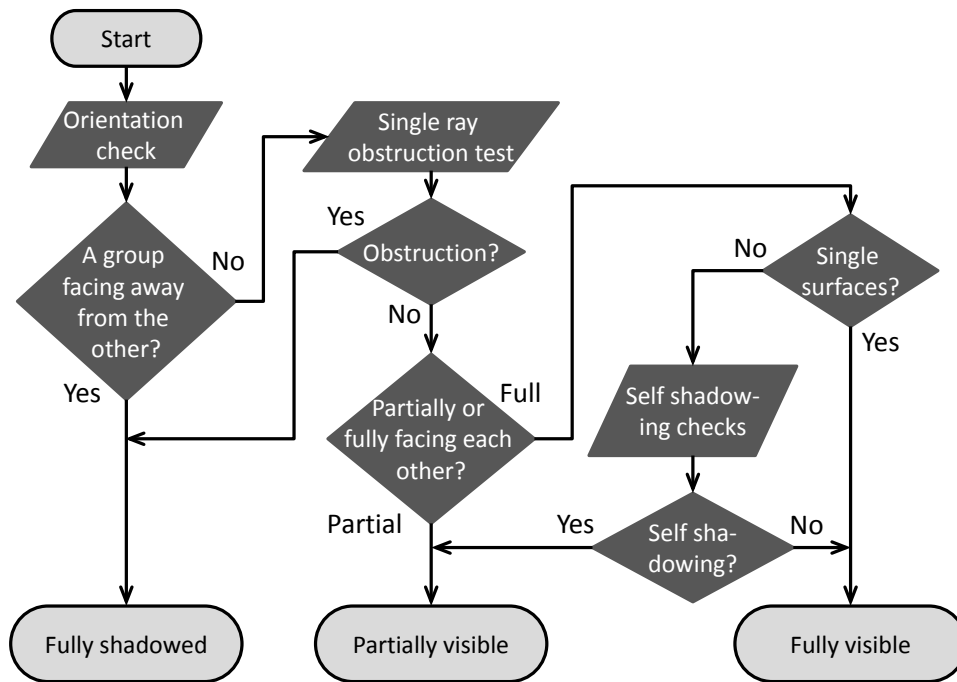 Start
Orientation
check
A group
facing away
from the
other?
No
Yes
Single ray
obstruction test
Yes
Obstruction?
No
Partially or
fully facing each
other?
Full
Partial
No
Single
surfaces?
Yes
Self shadow-
ing checks
Yes
Self sha-
dowing?
No
Fully shadowed
Partially visible
Fully visible